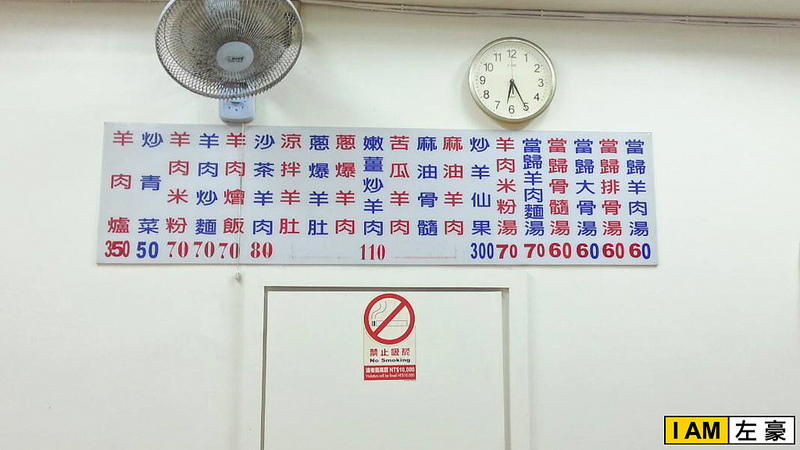 當歸羊肉湯 60
當歸排骨湯 60
當歸大骨湯 60
當歸骨髓湯 60
當歸羊肉麵湯 70
羊肉米粉湯 70
炒羊仙果 300
麻油羊肉
麻油骨髓
苦瓜羊肉
嫩薑炒羊肉 110
蔥爆羊肉
蔥爆羊肚
涼拌羊肚
沙茶羊肉 80
羊肉燴飯 70
羊肉炒麵 70
羊肉米粉 70
炒青菜 50
羊肉爐 350
禁止吸菸
No Smoking
NT$10,000
I AM 左豪